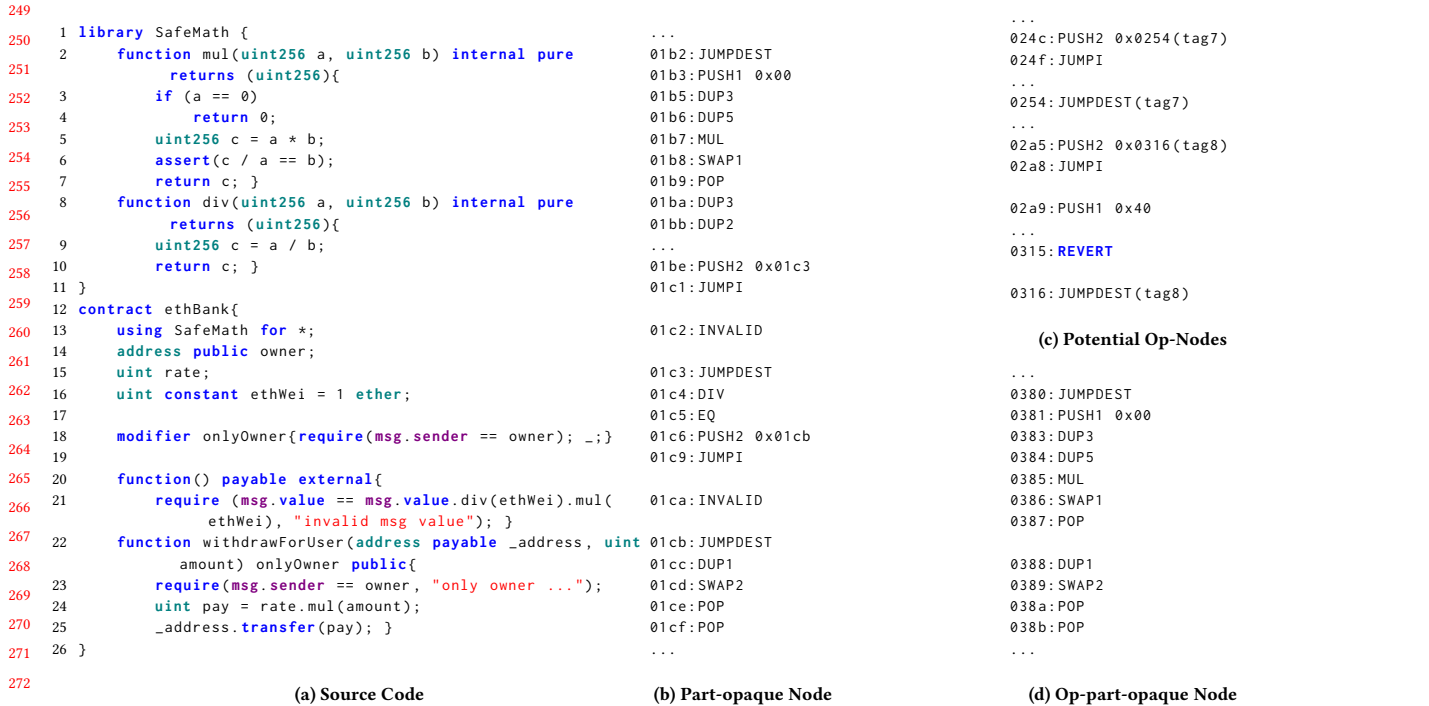 249
250
251
252
253
254
255
256
257
258
259
260
261
262
263
264
265
266
267
268
269
270
271
272
1 library SafeMath {
2 function mul(uint256 a, uint256 b) internal pure
returns (uint256){
3 if (a == 0)
4 return 0;
5 uint256 c = a * b;
6 assert(c / a == b);
7 return c; }
8 function div(uint256 a, uint256 b) internal pure
returns (uint256){
9 uint256 c = a / b;
10 return c; }
11 }
12 contract ethBank{
13 using SafeMath for *;
14 address public owner;
15 uint rate;
16 uint constant ethWei = 1 ether;
17
18 modifier onlyOwner{require(msg.sender == owner); _;}
19
20 function() payable external{
21 require (msg.value == msg.value.div(ethWei).mul(
ethWei), "invalid msg value"); }
22 function withdrawForUser(address payable _address, uint
amount) onlyOwner public{
23 require(msg.sender == owner, "only owner ...");
24 uint pay = rate.mul(amount);
25 _address.transfer(pay); }
26 }
(a) Source Code
...
01b2:JUMPDEST
01b3:PUSH1 0x00
01b5:DUP3
01b6:DUP5
01b7:MUL
01b8:SWAP1
01b9:POP
01ba:DUP3
01bb:DUP2
...
01be:PUSH2 0x01c3
01c1:JUMPI
01c2:INVALID
01c3:JUMPDEST
01c4:DIV
01c5:EQ
01c6:PUSH2 0x01cb
01c9:JUMPI
01ca:INVALID
01cb:JUMPDEST
01cc:DUP1
01cd:SWAP2
01ce:POP
01cf:POP
...
(b) Part-opaque Node
...
024c:PUSH2 0x0254(tag7)
024f:JUMPI
...
0254:JUMPDEST(tag7)
...
02a5:PUSH2 0x0316(tag8)
02a8:JUMPI
02a9:PUSH1 0x40
...
0315:REVERT
0316:JUMPDEST(tag8)
(c) Potential Op-Nodes
...
0380:JUMPDEST
0381:PUSH1 0x00
0383:DUP3
0384:DUP5
0385:MUL
0386:SWAP1
0387:POP
0388:DUP1
0389:SWAP2
038a:POP
038b:POP
...
(d) Op-part-opaque Node